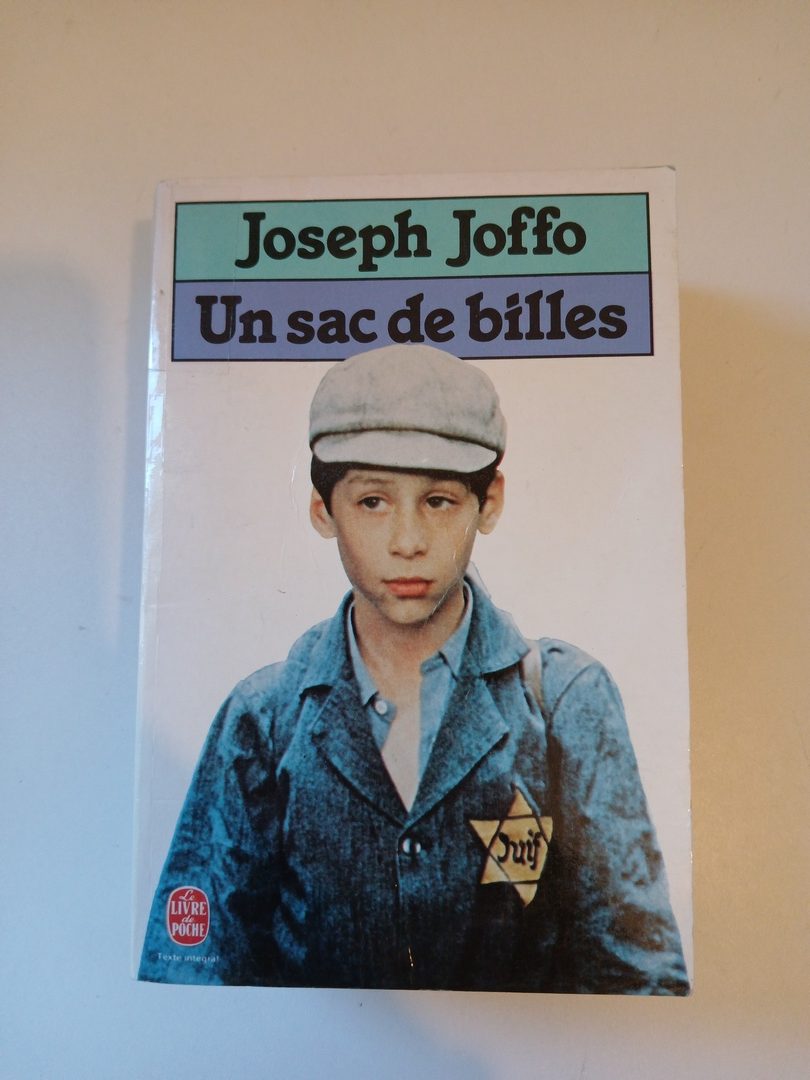 Joseph Joffo
Un sac de billes
Juif
Le
LIVRE
de
POCHE
Texte intégral